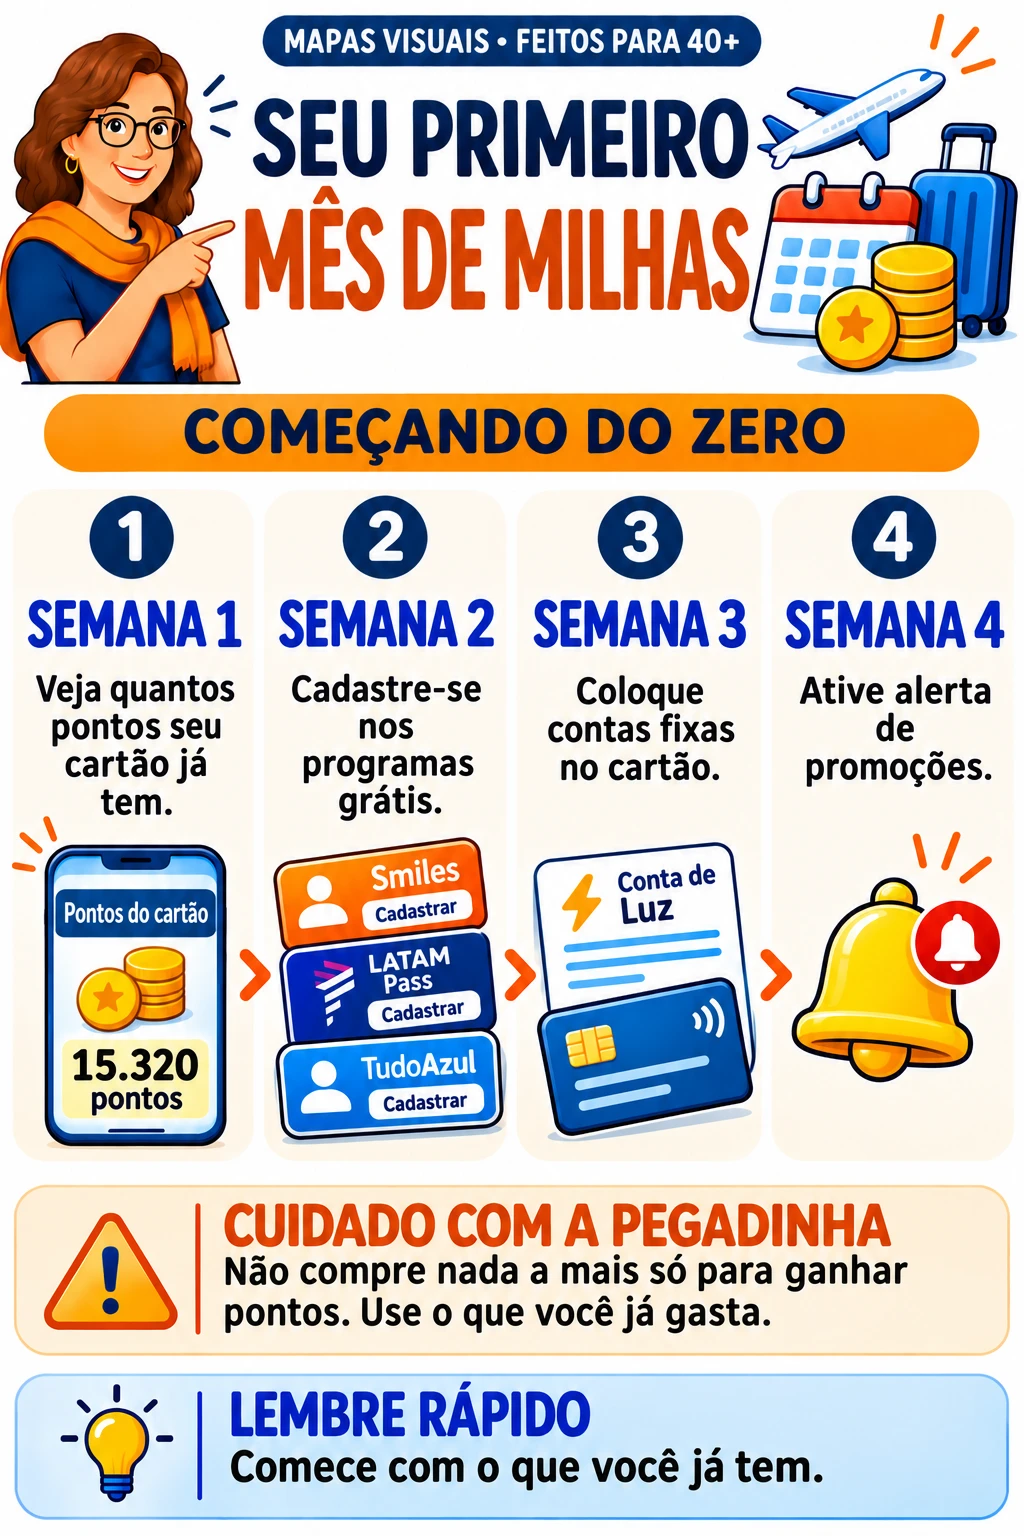 MAPAS VISUAIS • FEITOS PARA 40+
SEU PRIMEIRO
MÊS DE MILHAS
COMEÇANDO DO ZERO
1
SEMANA 1
Veja quantos
pontos seu
cartão já
tem.
Pontos do cartão
15.320
pontos
2
SEMANA 2
Cadastre-se
nos
programas
grátis.
Smiles
Cadastrar
LATAM
Pass
Cadastrar
TudoAzul
Cadastrar
3
SEMANA 3
Coloque
contas fixas
no cartão.
Conta de
Luz
4
SEMANA 4
Ative alerta
de
promoções.
CUIDADO COM A PEGADINHA
Não compre nada a mais só para ganhar
pontos. Use o que você já gasta.
LEMBRE RÁPIDO
Comece com o que você já tem.